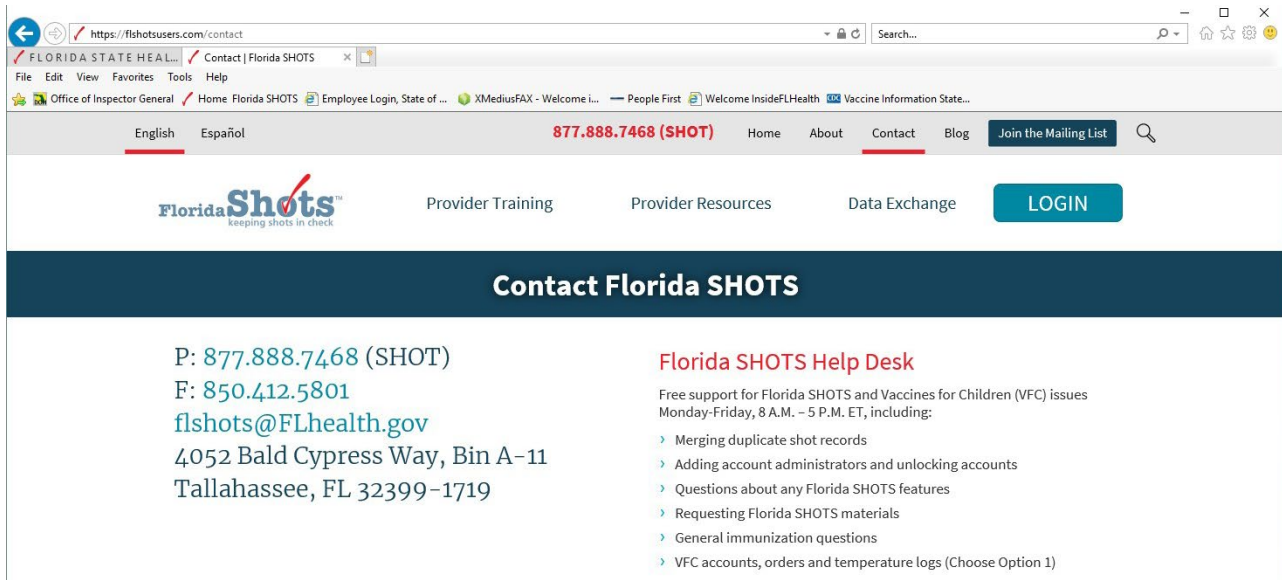 https://flshotsusers.com/contact
Search...
FLORIDA STATE HEAL...
Contact | Florida SHOTS
File Edit View Favorites Tools Help
Office of Inspector General Home Florida SHOTS Employee Login, State of ... XMediusFAX - Welcome i... People First Welcome InsideFLHealth CDC Vaccine Information State...
English Español 877.888.7468 (SHOT) Home About Contact Blog Join the Mailing List
Florida Shots™
keeping shots in check
Provider Training Provider Resources Data Exchange LOGIN
Contact Florida SHOTS
P: 877.888.7468 (SHOT)
F: 850.412.5801
flshots@FLhealth.gov
4052 Bald Cypress Way, Bin A-11
Tallahassee, FL 32399-1719
Florida SHOTS Help Desk
Free support for Florida SHOTS and Vaccines for Children (VFC) issues
Monday-Friday, 8 A.M. – 5 P.M. ET, including:
› Merging duplicate shot records
› Adding account administrators and unlocking accounts
› Questions about any Florida SHOTS features
› Requesting Florida SHOTS materials
› General immunization questions
› VFC accounts, orders and temperature logs (Choose Option 1)